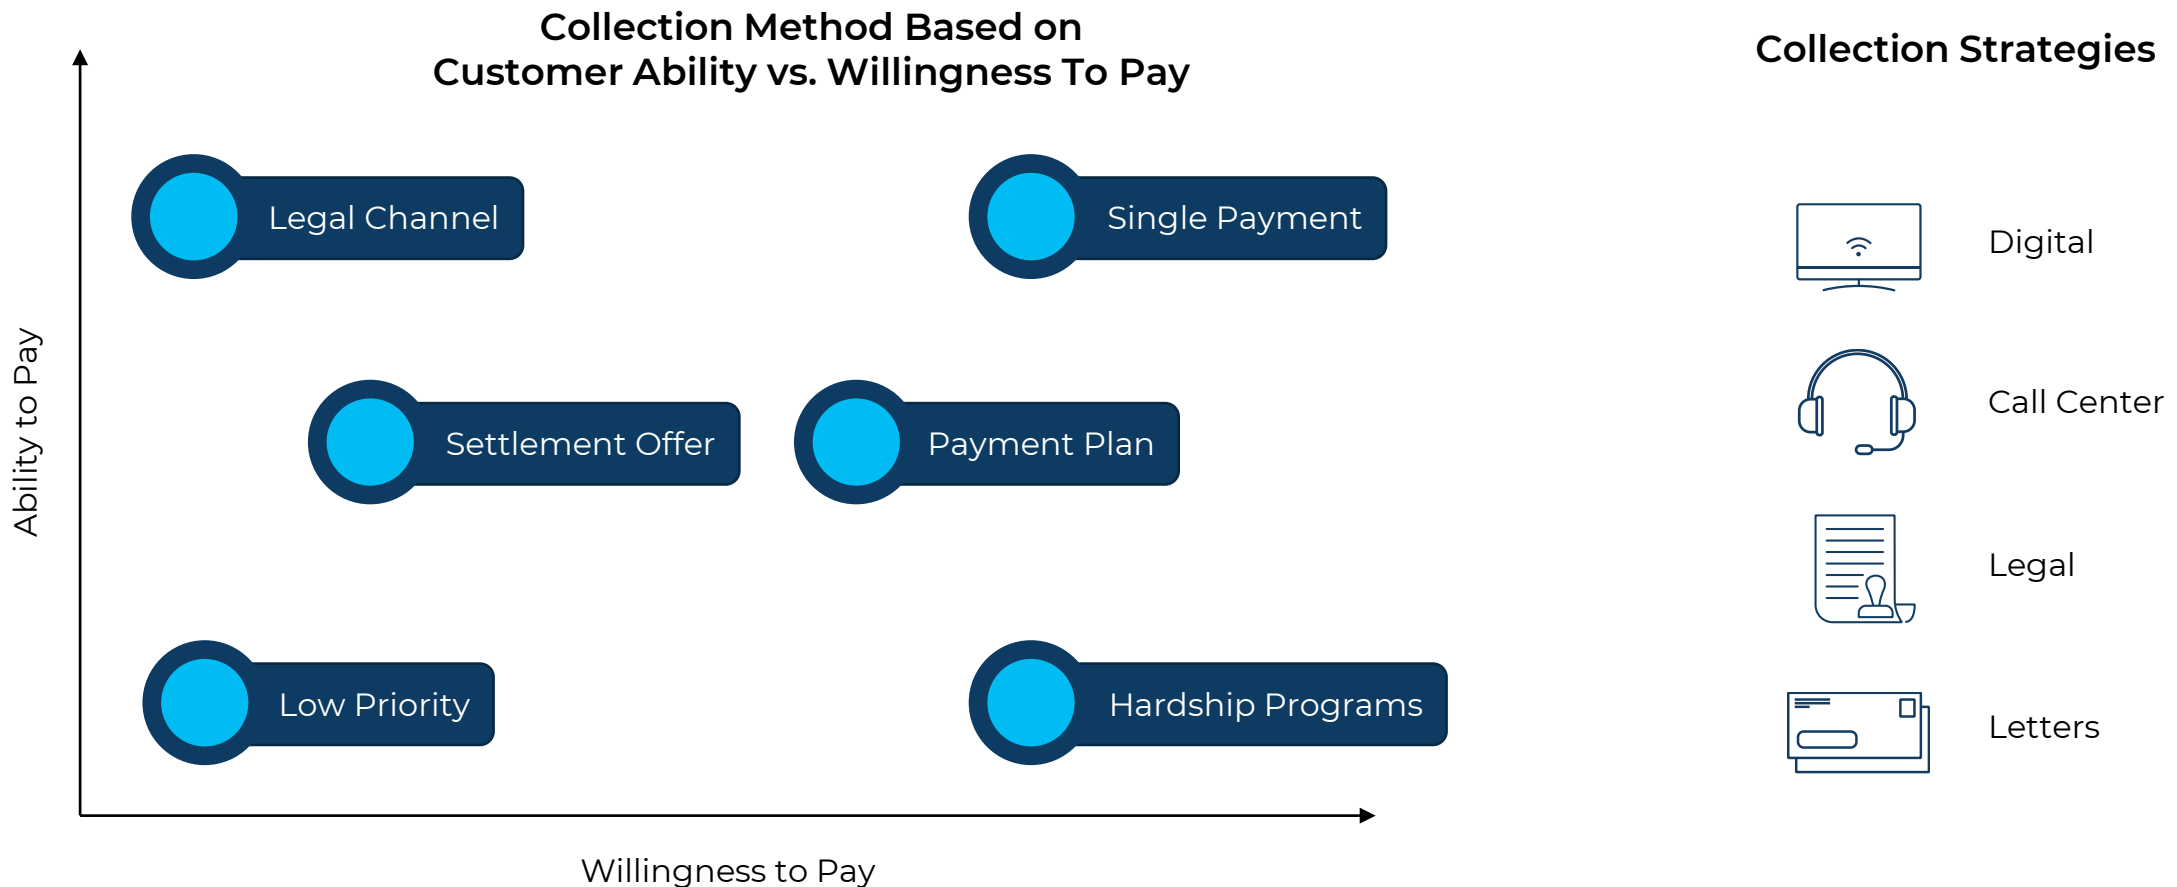 Collection Method Based on
Customer Ability vs. Willingness To Pay
Collection Strategies
Legal Channel
Single Payment
Digital
Ability to Pay
Settlement Offer
Payment Plan
Call Center
Legal
Low Priority
Hardship Programs
Letters
Willingness to Pay